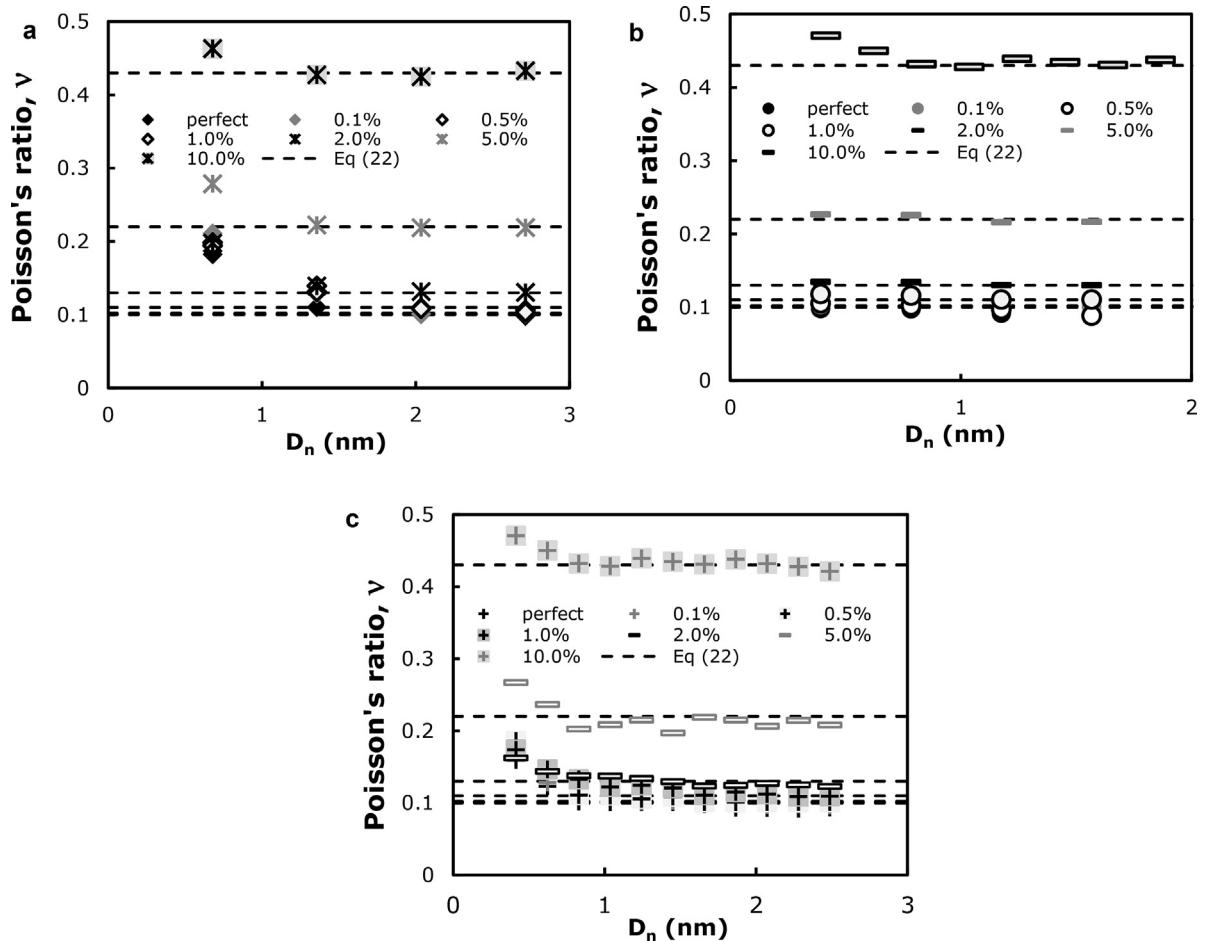 a
0.5
0.4
0.3
0.2
0.1
0
Poisson's ratio, ν
perfect 0.1% 0.5%
1.0% 2.0% 5.0%
10.0% Eq (22)
0 1 2 3
Dₙ (nm)
b
0.5
0.4
0.3
0.2
0.1
0
Poisson's ratio, ν
perfect 0.1% 0.5%
1.0% 2.0% 5.0%
10.0% Eq (22)
0 1 2
Dₙ (nm)
c
0.5
0.4
0.3
0.2
0.1
0
Poisson's ratio, ν
perfect 0.1% 0.5%
1.0% 2.0% 5.0%
10.0% Eq (22)
0 1 2 3
Dₙ (nm)